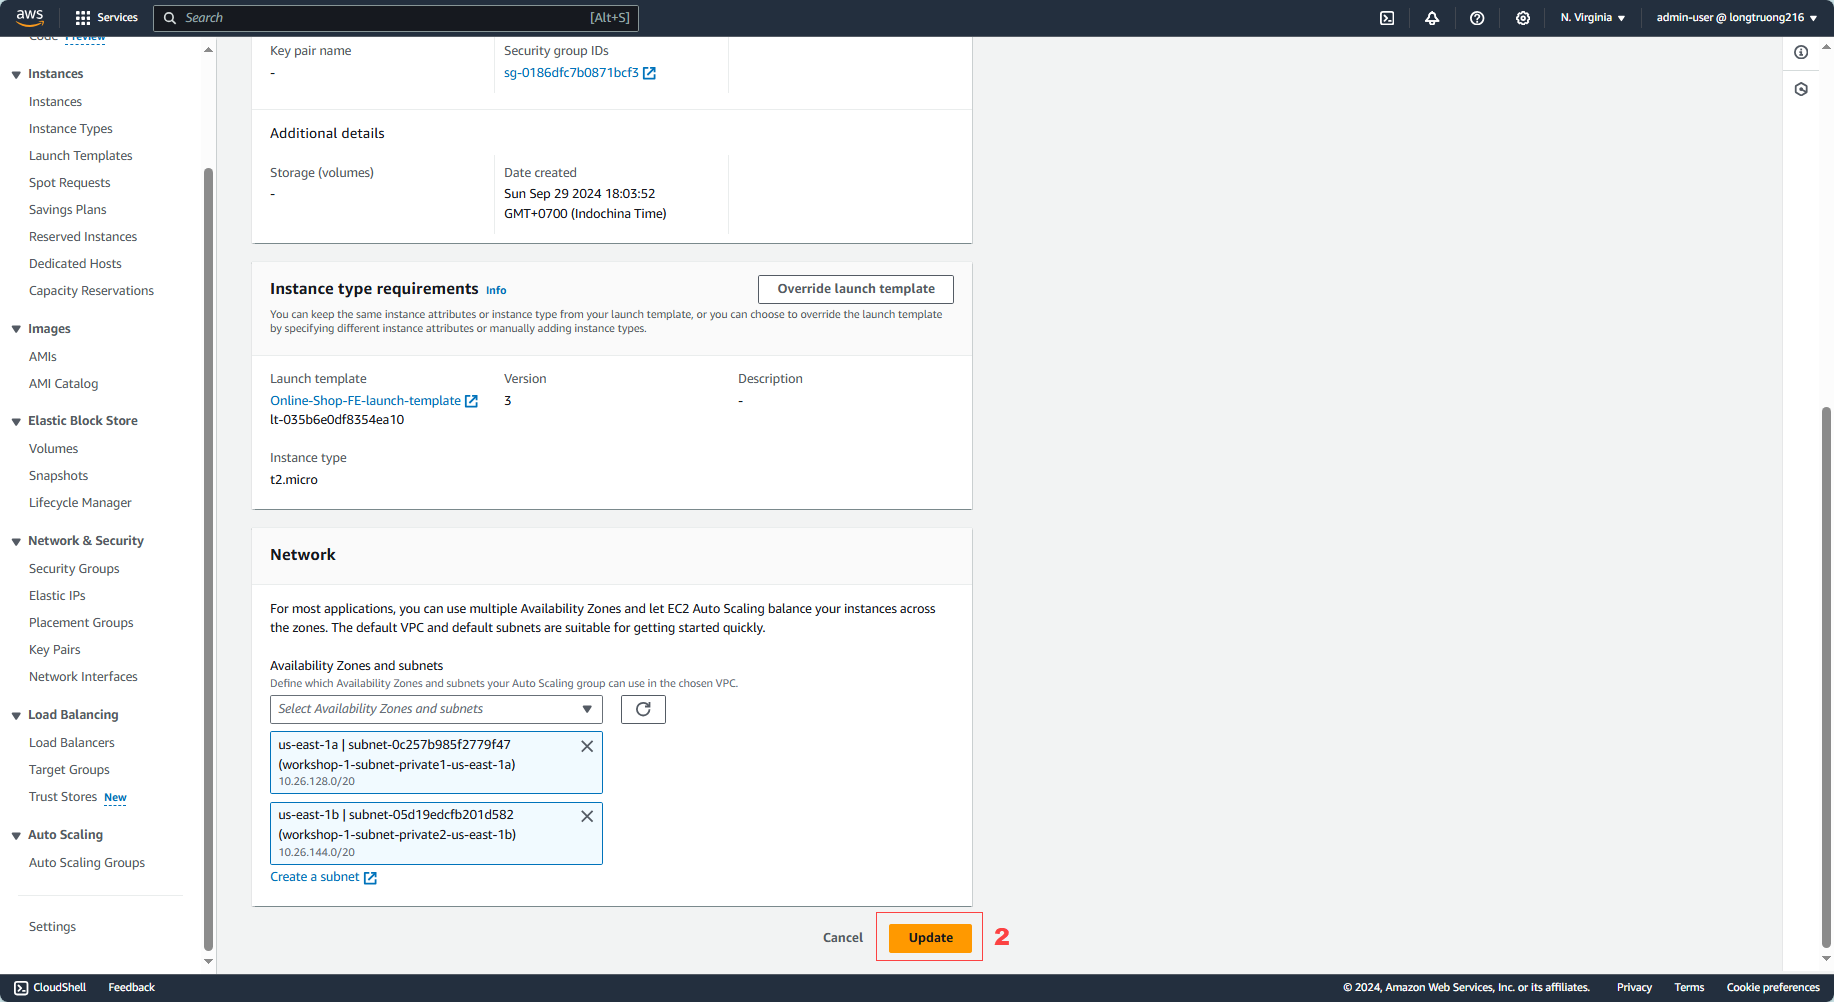 aws
Services
Search
[Alt+S]
N. Virginia
admin-user @ longtruong216
Code Preview
Instances
Instances
Instance Types
Launch Templates
Spot Requests
Savings Plans
Reserved Instances
Dedicated Hosts
Capacity Reservations
Images
AMIs
AMI Catalog
Elastic Block Store
Volumes
Snapshots
Lifecycle Manager
Network & Security
Security Groups
Elastic IPs
Placement Groups
Key Pairs
Network Interfaces
Load Balancing
Load Balancers
Target Groups
Trust Stores New
Auto Scaling
Auto Scaling Groups
Settings
Key pair name
-
Security group IDs
sg-0186dfc7b0871bcf3
Additional details
Storage (volumes)
-
Date created
Sun Sep 29 2024 18:03:52
GMT+0700 (Indochina Time)
Instance type requirements Info
Override launch template
You can keep the same instance attributes or instance type from your launch template, or you can choose to override the launch template
by specifying different instance attributes or manually adding instance types.
Launch template
Online-Shop-FE-launch-template
lt-035b6e0df8354ea10
Version
3
Description
-
Instance type
t2.micro
Network
For most applications, you can use multiple Availability Zones and let EC2 Auto Scaling balance your instances across
the zones. The default VPC and default subnets are suitable for getting started quickly.
Availability Zones and subnets
Define which Availability Zones and subnets your Auto Scaling group can use in the chosen VPC.
Select Availability Zones and subnets
us-east-1a | subnet-0c257b985f2779f47
(workshop-1-subnet-private1-us-east-1a)
10.26.128.0/20
us-east-1b | subnet-05d19edcfb201d582
(workshop-1-subnet-private2-us-east-1b)
10.26.144.0/20
Create a subnet
Cancel
Update
2
CloudShell
Feedback
© 2024, Amazon Web Services, Inc. or its affiliates.
Privacy
Terms
Cookie preferences